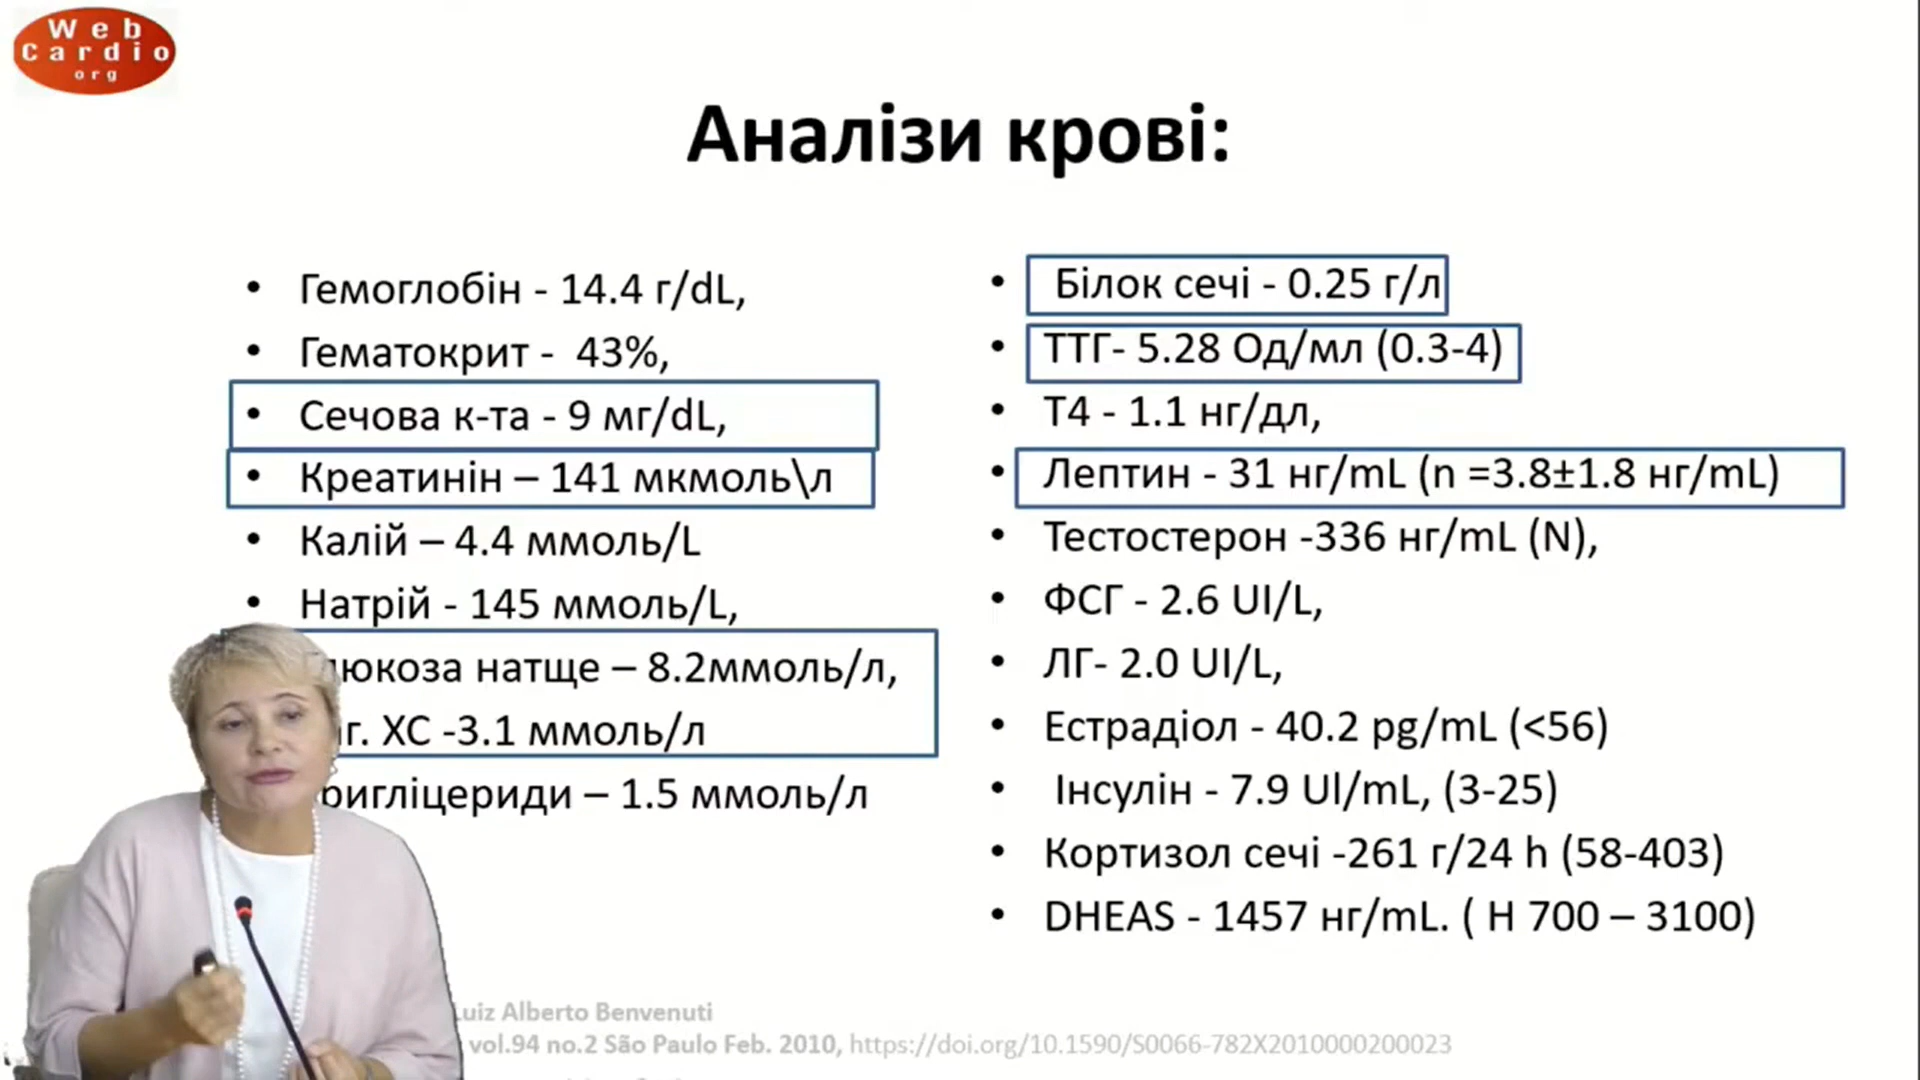 Web
Cardio
org
Аналізи крові:
• Гемоглобін - 14.4 г/dL,
• Гематокрит - 43%,
• Сечова к-та - 9 мг/dL,
• Креатинін – 141 мкмоль\л
• Калій – 4.4 ммоль/L
• Натрій - 145 ммоль/L,
натще – 8.2ммоль/л,
ХС -3.1 ммоль/л
– 1.5 ммоль/л
• Білок сечі - 0.25 г/л
• ТТГ- 5.28 Од/мл (0.3-4)
• Т4 - 1.1 нг/дл,
• Лептин - 31 нг/mL (n =3.8±1.8 нг/mL)
• Тестостерон -336 нг/mL (N),
• ФСГ - 2.6 UI/L,
• ЛГ- 2.0 UI/L,
• Естрадіол - 40.2 pg/mL (<56)
• Інсулін - 7.9 Ul/mL, (3-25)
• Кортизол сечі -261 г/24 h (58-403)
• DHEAS - 1457 нг/mL. ( Н 700 – 3100)
Luiz Alberto Benvenuti
vol.94 no.2 São Paulo Feb. 2010, https://doi.org/10.1590/S0066-782X2010000200023